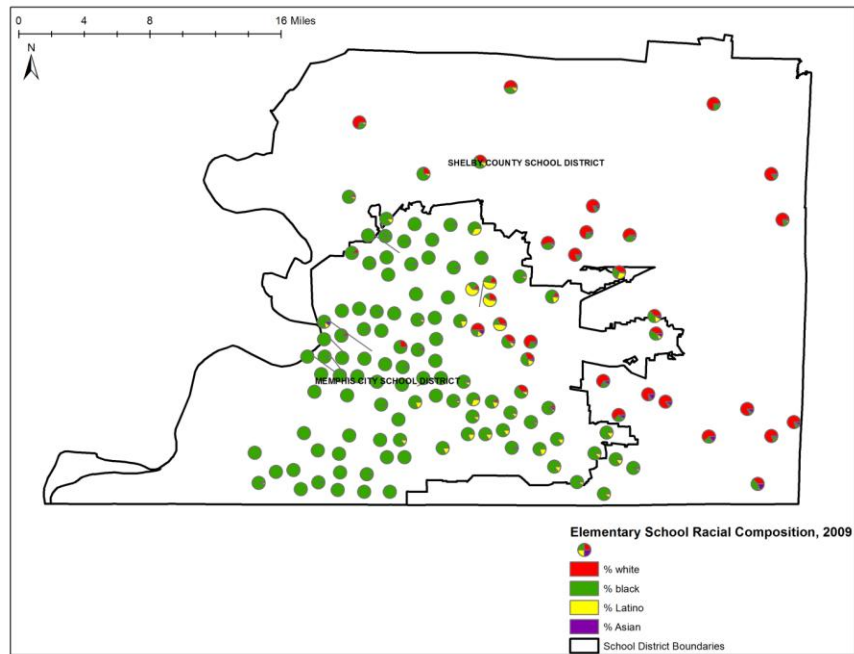 0 4 8 16 Miles
N
SHELBY COUNTY SCHOOL DISTRICT
MEMPHIS CITY SCHOOL DISTRICT
Elementary School Racial Composition, 2009
% white
% black
% Latino
% Asian
School District Boundaries